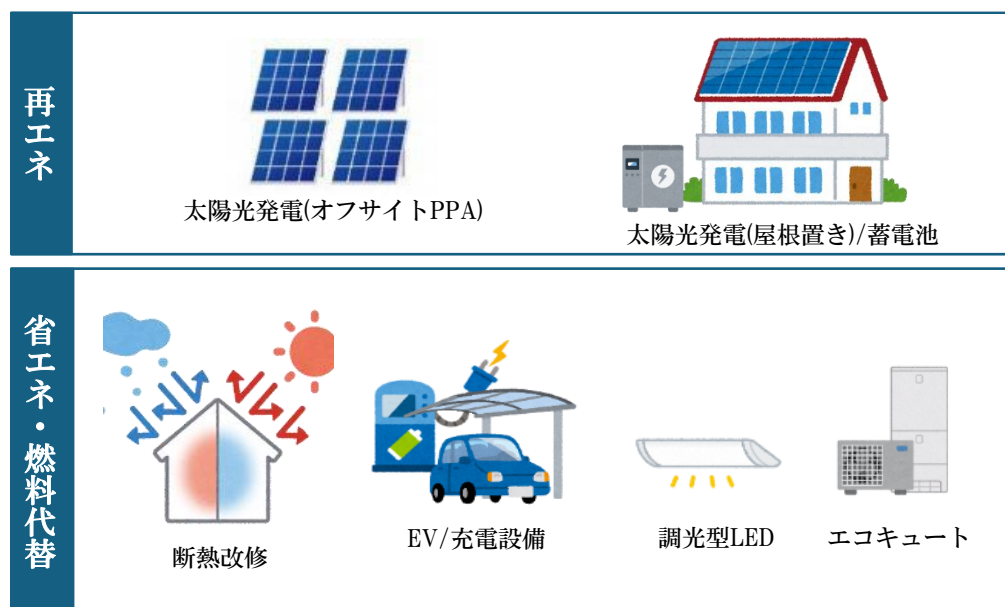 再エネ
太陽光発電(オフサイトPPA)
太陽光発電(屋根置き)/蓄電池
省エネ・燃料代替
断熱改修
EV/充電設備
調光型LED
エコキュート